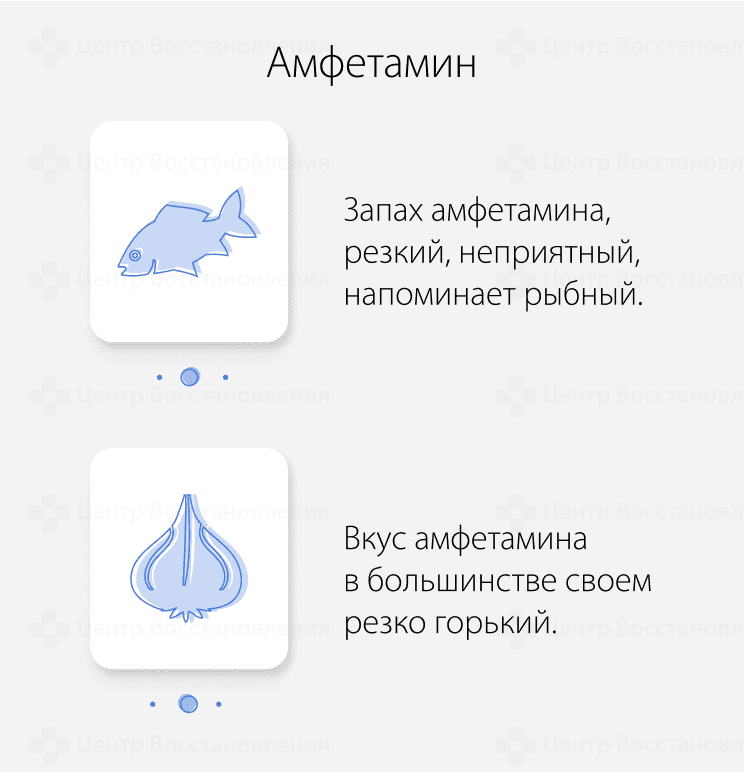 Амфетамин
Запах амфетамина,
резкий, неприятный,
напоминает рыбный.
Вкус амфетамина
в большинстве своем
резко горький.
Центр Восстановления